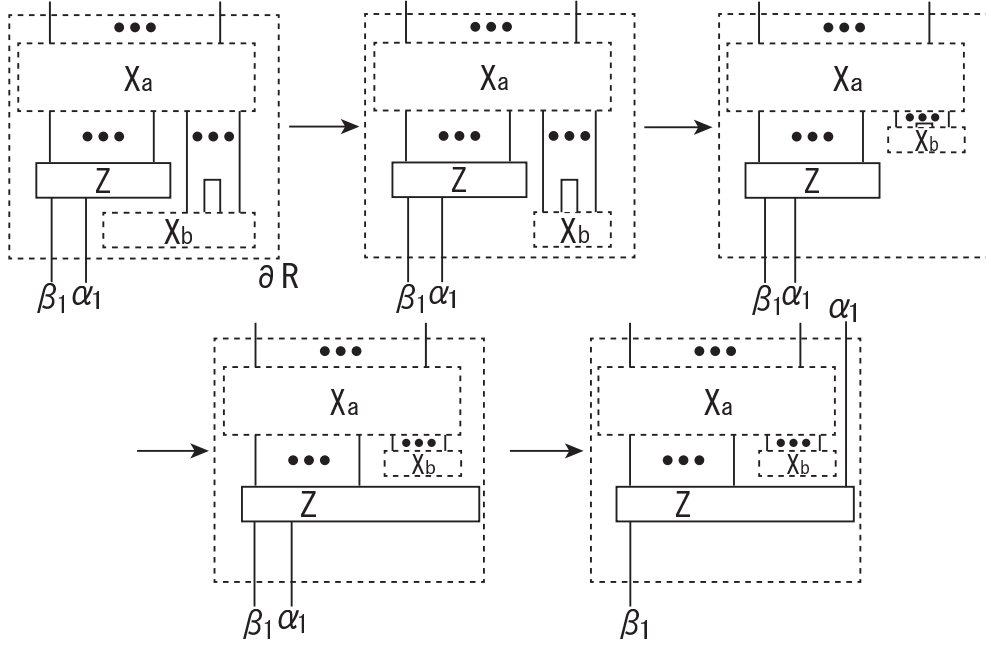 Xa Xa Xa
Z Z Z
Xb Xb Xb
∂R
β1 α1 β1 α1 β1 α1 α1
Xa Xa
Xb Xb
Z Z
β1 α1 β1